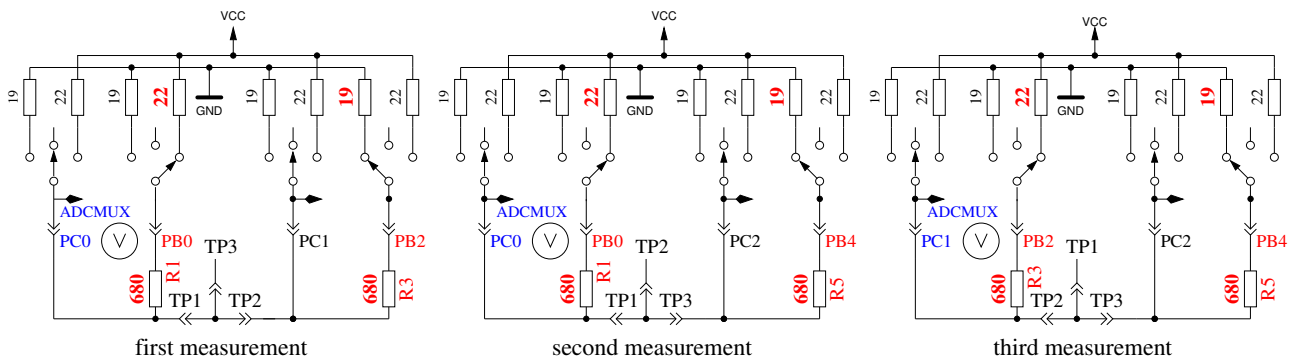 VCC VCC VCC
19 22 19 22 GND 19 22 19 22
19 22 19 22 GND 19 22 19 22
19 22 19 22 GND 19 22 19 22
ADCMUX ADCMUX ADCMUX
PC0 V PB0 PC1 PB2
PC0 V PB0 PC2 PB4
PC1 V PB2 PC2 PB4
TP3 TP2 TP1
680 R1 680 R3
680 R1 680 R5
680 R3 680 R5
TP1 TP2 TP1 TP3 TP2 TP3
first measurement second measurement third measurement